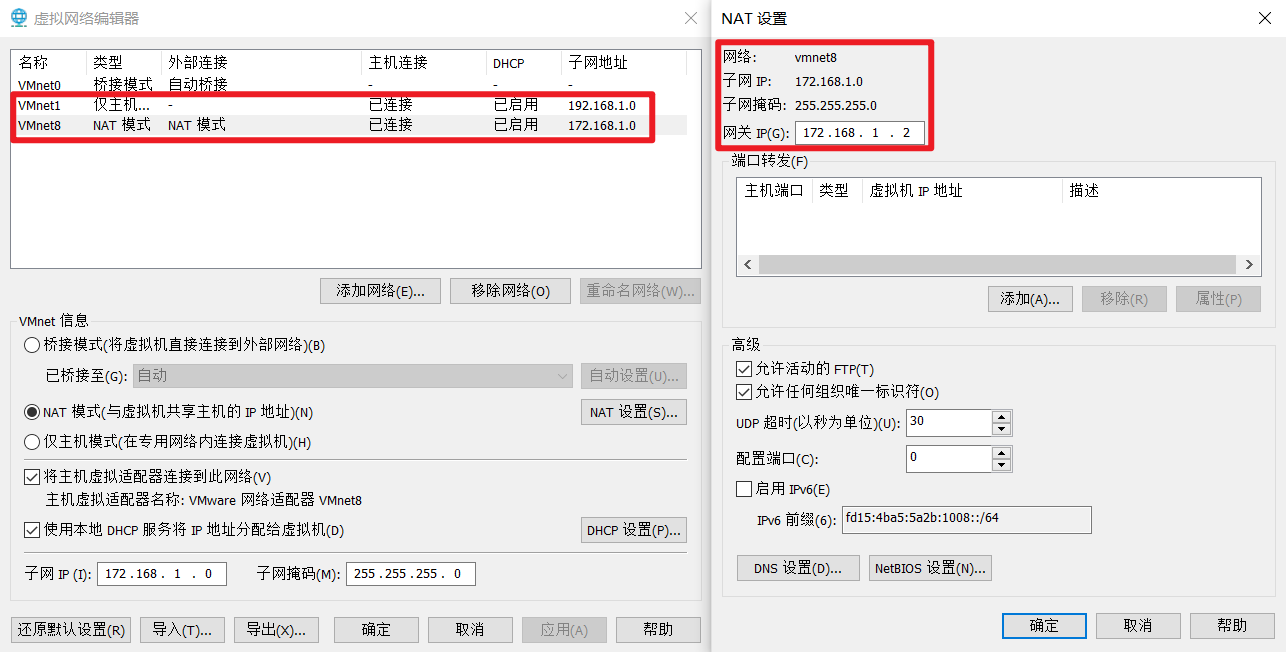 虚拟网络编辑器
名称 类型 外部连接 主机连接 DHCP 子网地址
VMnet0 桥接模式 自动桥接 - - -
VMnet1 仅主机... - 已连接 已启用 192.168.1.0
VMnet8 NAT 模式 NAT 模式 已连接 已启用 172.168.1.0
添加网络(E)... 移除网络(O) 重命名网络(W)...
VMnet 信息
桥接模式(将虚拟机直接连接到外部网络)(B)
已桥接至(G): 自动 自动设置(U)...
NAT 模式(与虚拟机共享主机的 IP 地址)(N) NAT 设置(S)...
仅主机模式(在专用网络内连接虚拟机)(H)
将主机虚拟适配器连接到此网络(V)
主机虚拟适配器名称: VMware 网络适配器 VMnet8
使用本地 DHCP 服务将 IP 地址分配给虚拟机(D) DHCP 设置(P)...
子网 IP (I): 172.168. 1 . 0 子网掩码(M): 255.255.255. 0
还原默认设置(R) 导入(T)... 导出(X)... 确定 取消 应用(A) 帮助
NAT 设置
网络: vmnet8
子网 IP: 172.168.1.0
子网掩码: 255.255.255.0
网关 IP(G): 172.168. 1 . 2
端口转发(F)
主机端口 类型 虚拟机 IP 地址 描述
添加(A)... 移除(R) 属性(P)
高级
允许活动的 FTP(T)
允许任何组织唯一标识符(O)
UDP 超时(以秒为单位)(U): 30
配置端口(C): 0
启用 IPv6(E)
IPv6 前缀(6): fd15:4ba5:5a2b:1008::/64
DNS 设置(D)... NetBIOS 设置(N)...
确定 取消 帮助